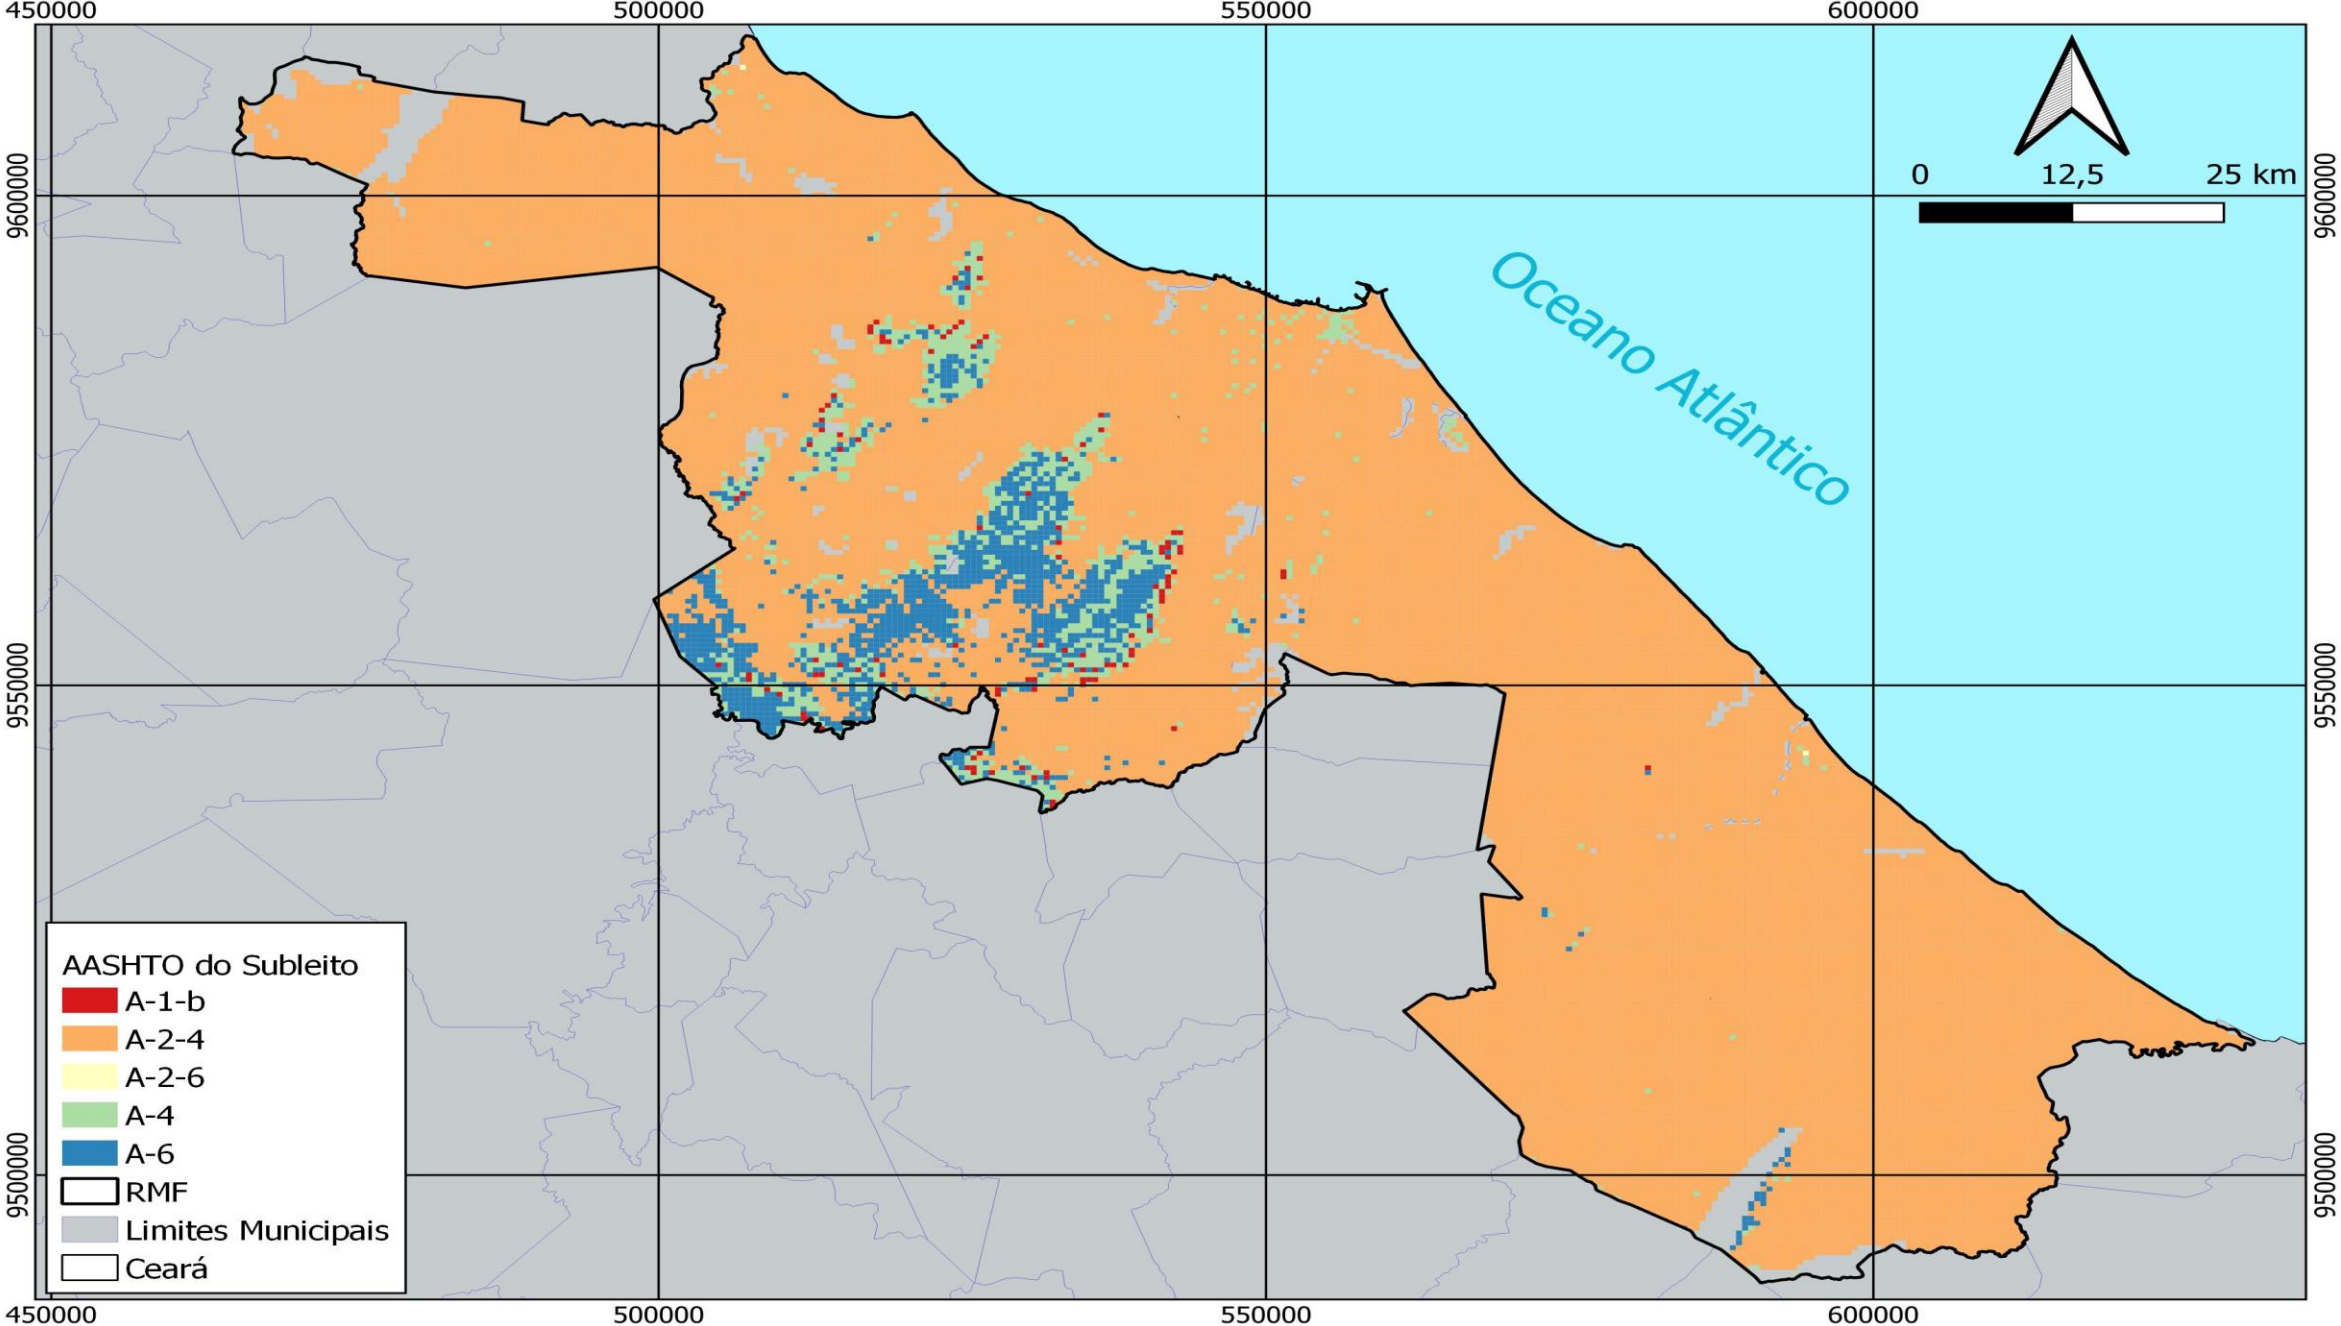 450000 500000 550000 600000
0 12,5 25 km
9600000 9600000
Oceano Atlântico
9550000 9550000
AASHTO do Subleito
A-1-b
A-2-4
A-2-6
A-4
A-6
RMF
Limites Municipais
Ceará
9500000 9500000
450000 500000 550000 600000